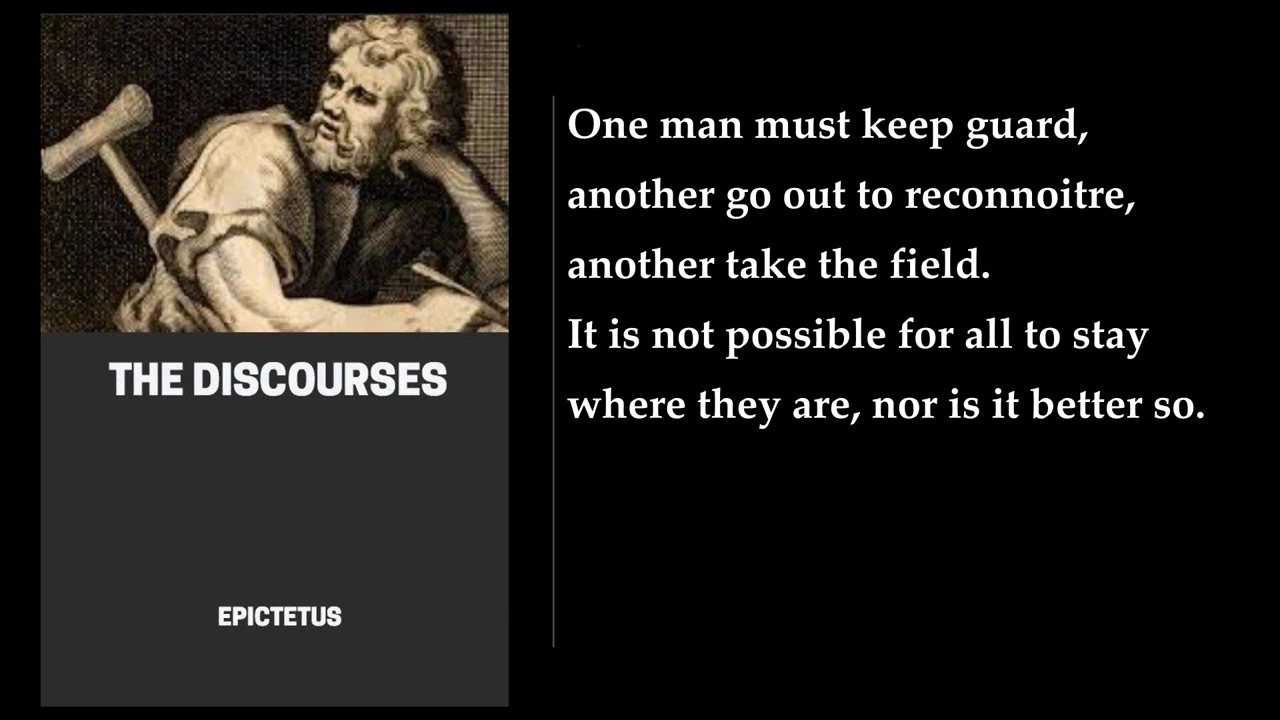 THE DISCOURSES
EPICTETUS
One man must keep guard,
another go out to reconnoitre,
another take the field.
It is not possible for all to stay
where they are, nor is it better so.